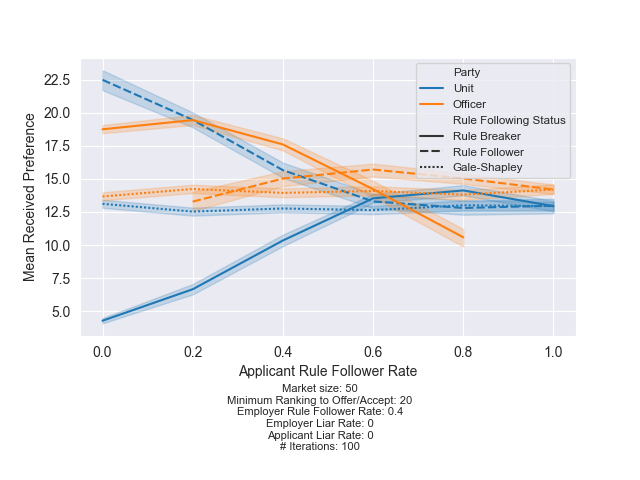 Party
Unit
Officer
Rule Following Status
Rule Breaker
Rule Follower
Gale-Shapley
Mean Received Preference
22.5
20.0
17.5
15.0
12.5
10.0
7.5
5.0
0.0 0.2 0.4 0.6 0.8 1.0
Applicant Rule Follower Rate
Market size: 50
Minimum Ranking to Offer/Accept: 20
Employer Rule Follower Rate: 0.4
Employer Liar Rate: 0
Applicant Liar Rate: 0
# Iterations: 100